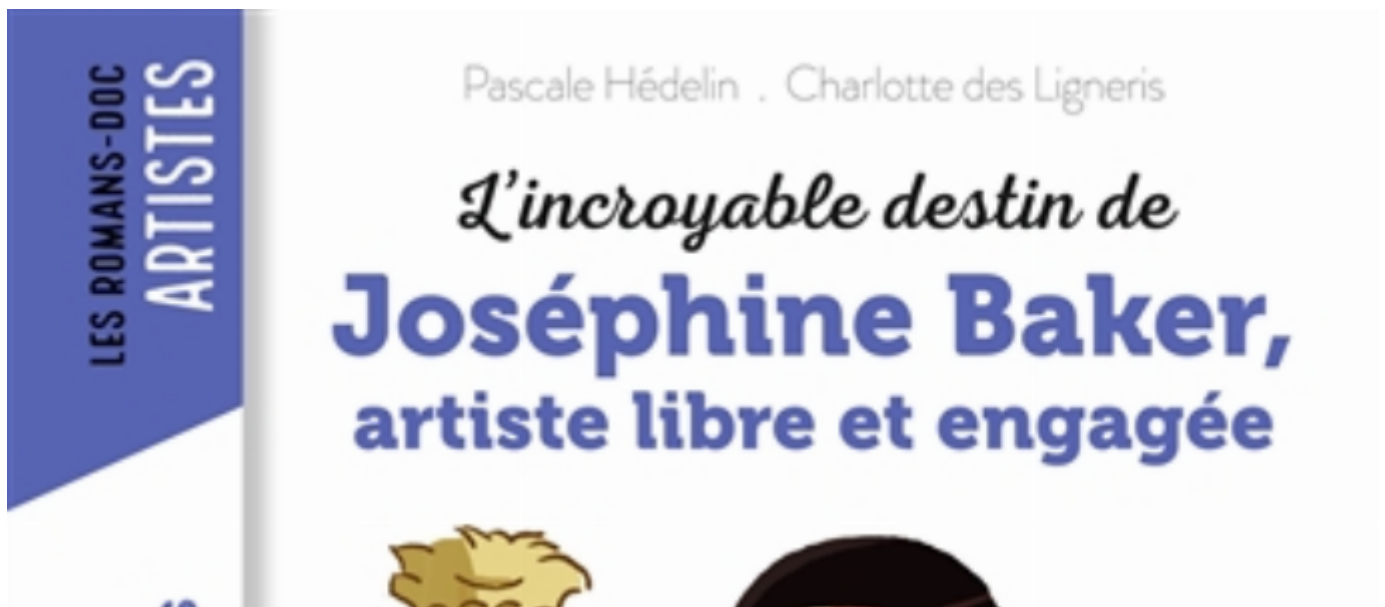 LES ROMANS-DOC
ARTISTES
Pascale Hédelin . Charlotte des Ligneris
L'incroyable destin de
Joséphine Baker,
artiste libre et engagée